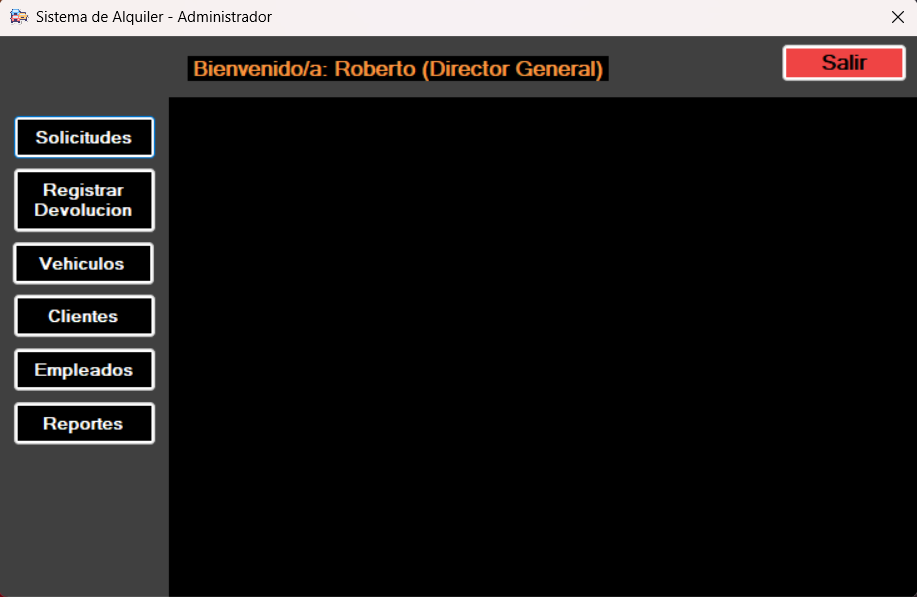 Sistema de Alquiler - Administrador
Bienvenido/a: Roberto (Director General)
Salir
Solicitudes
Registrar
Devolucion
Vehiculos
Clientes
Empleados
Reportes